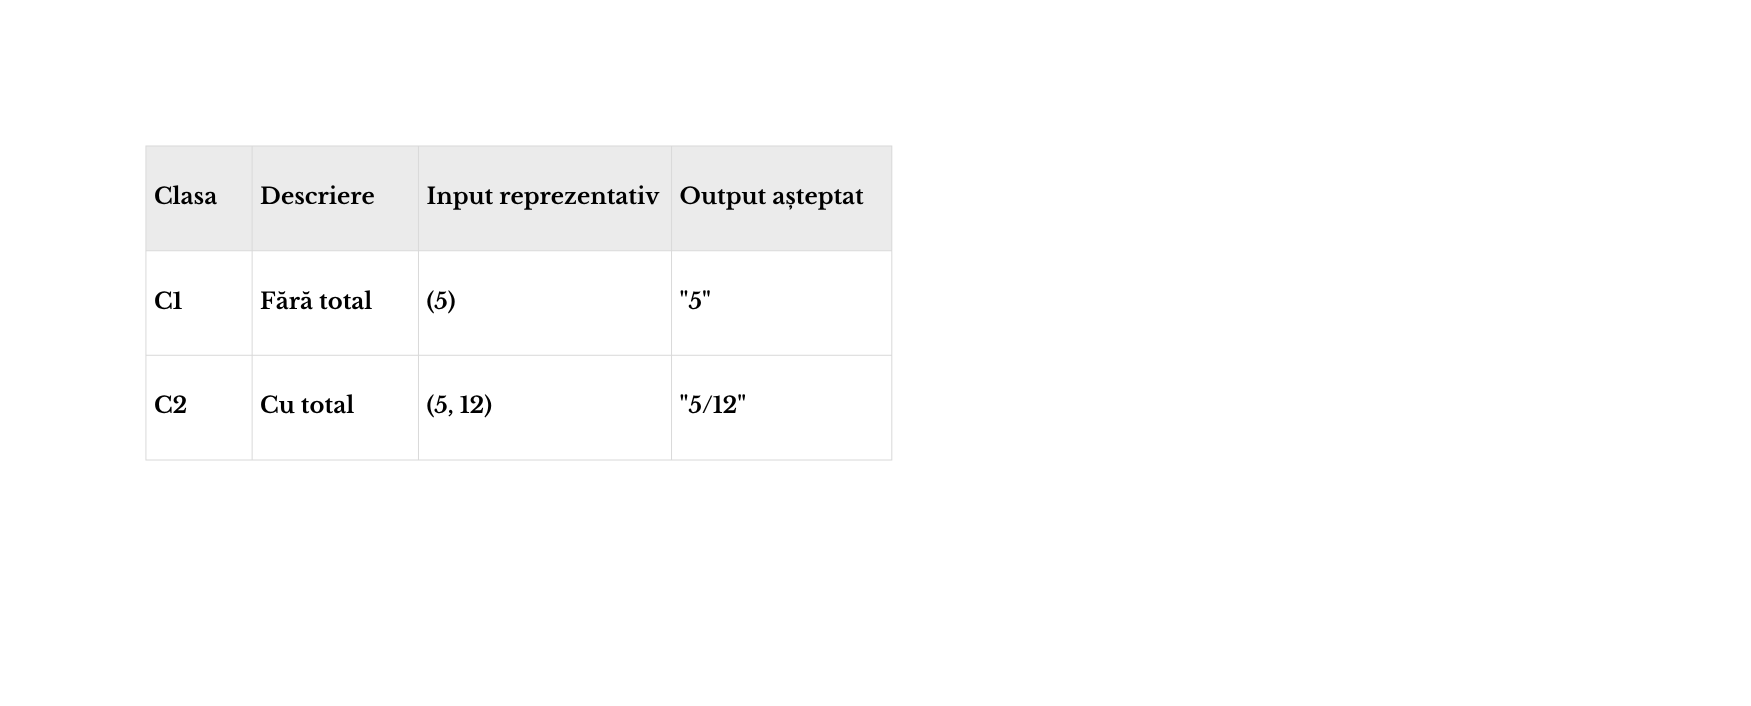 Clasa Descriere Input reprezentativ Output așteptat
C1 Fără total (5) "5"
C2 Cu total (5, 12) "5/12"